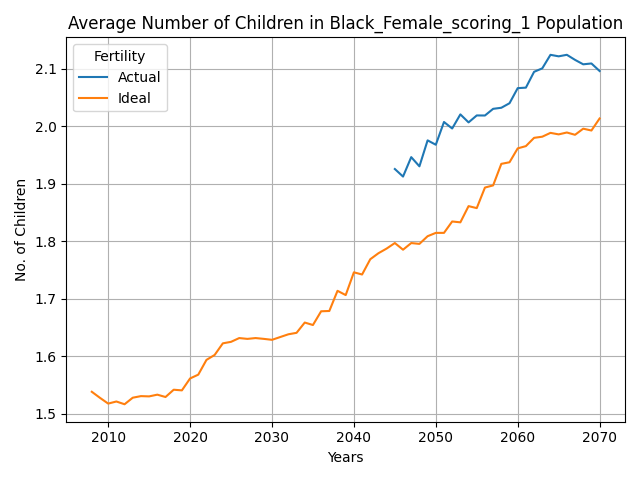 Average Number of Children in Black_Female_scoring_1 Population
Fertility
Actual
Ideal
No. of Children
2.1
2.0
1.9
1.8
1.7
1.6
1.5
2010 2020 2030 2040 2050 2060 2070
Years